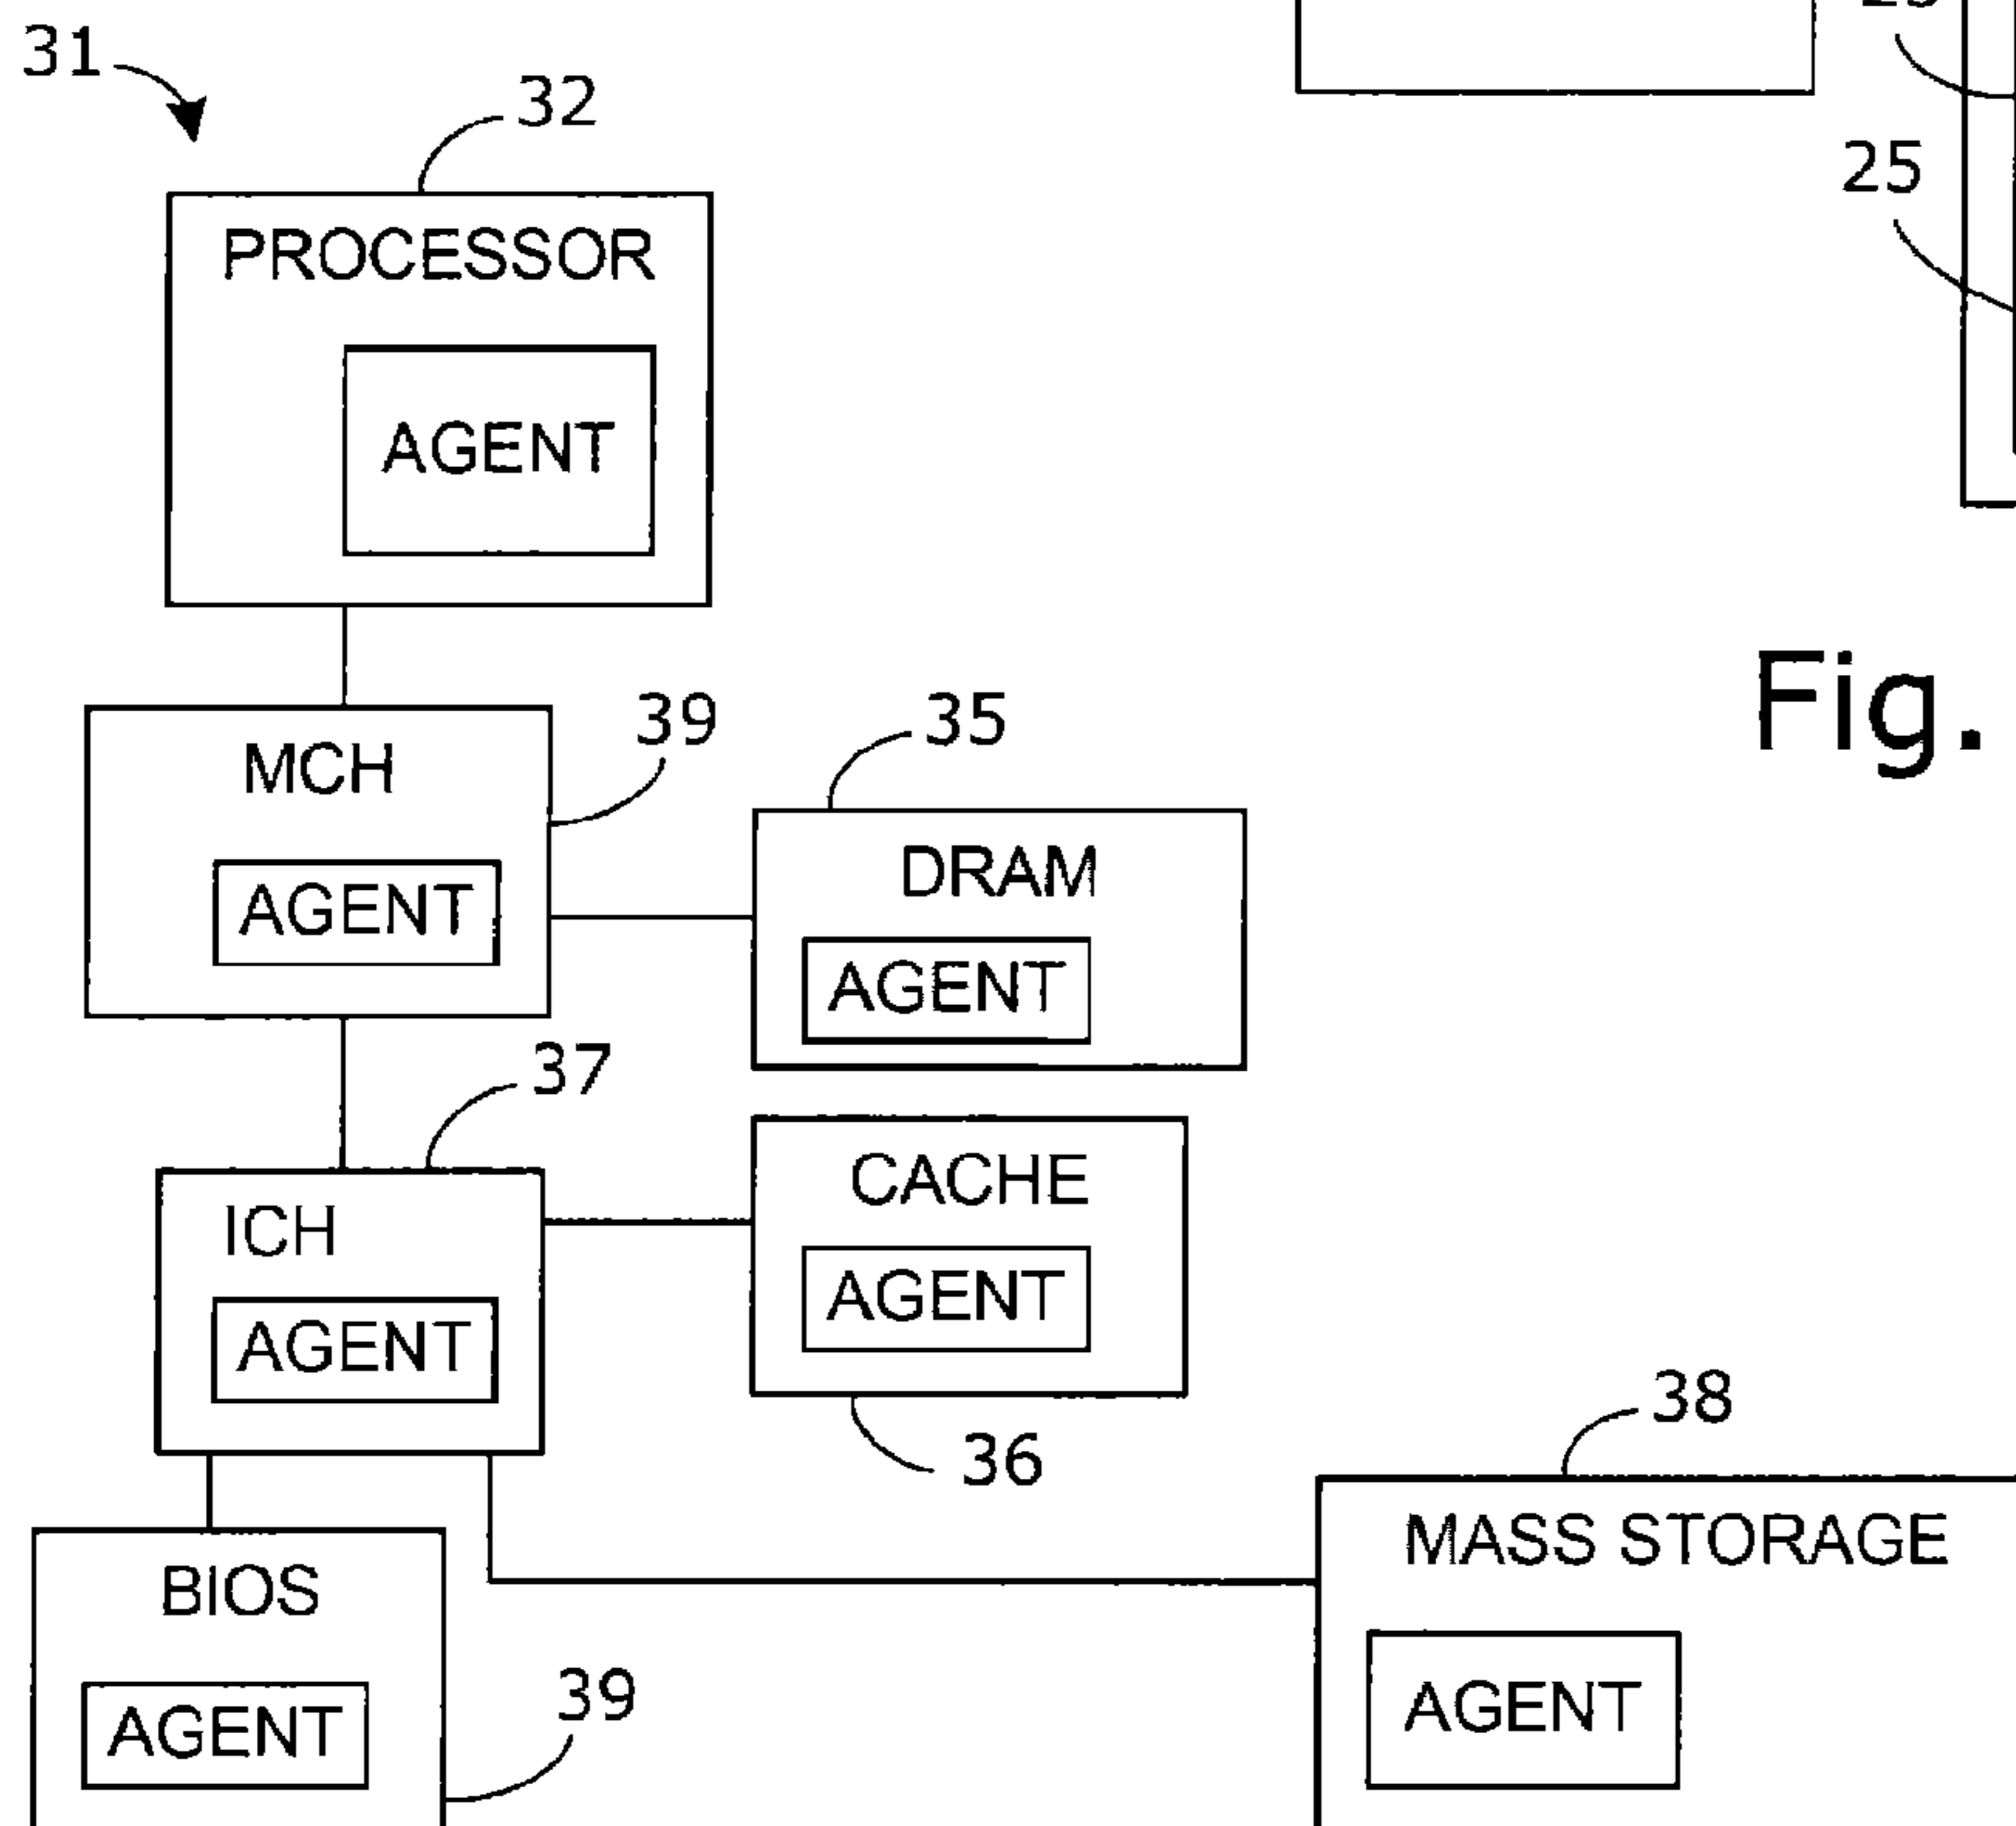 31
32
25
PROCESSOR
AGENT
Fig.
39
35
MCH
DRAM
AGENT
AGENT
37
CACHE
ICH
AGENT
AGENT
38
36
MASS STORAGE
BIOS
39
AGENT
AGENT